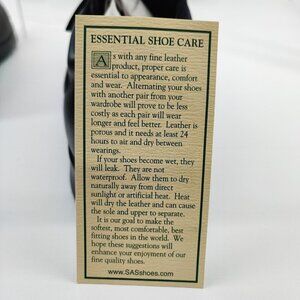 ESSENTIAL SHOE CARE
As with any fine leather
product, proper care is
essential to appearance, comfort
and wear. Alternating your shoes
with another pair from your
wardrobe will prove to be less
costly as each pair will wear
longer and feel better. Leather is
porous and it needs at least 24
hours to air and dry between
wearings.
If your shoes become wet, they
will leak. They are not
waterproof. Allow them to dry
naturally away from direct
sunlight or artificial heat. Heat
will dry the leather and can cause
the sole and upper to separate.
It is our goal to make the
softest, most comfortable, best
fitting shoes in the world. We
hope these suggestions will
enhance your enjoyment of our
fine quality shoes.
www.SASshoes.com